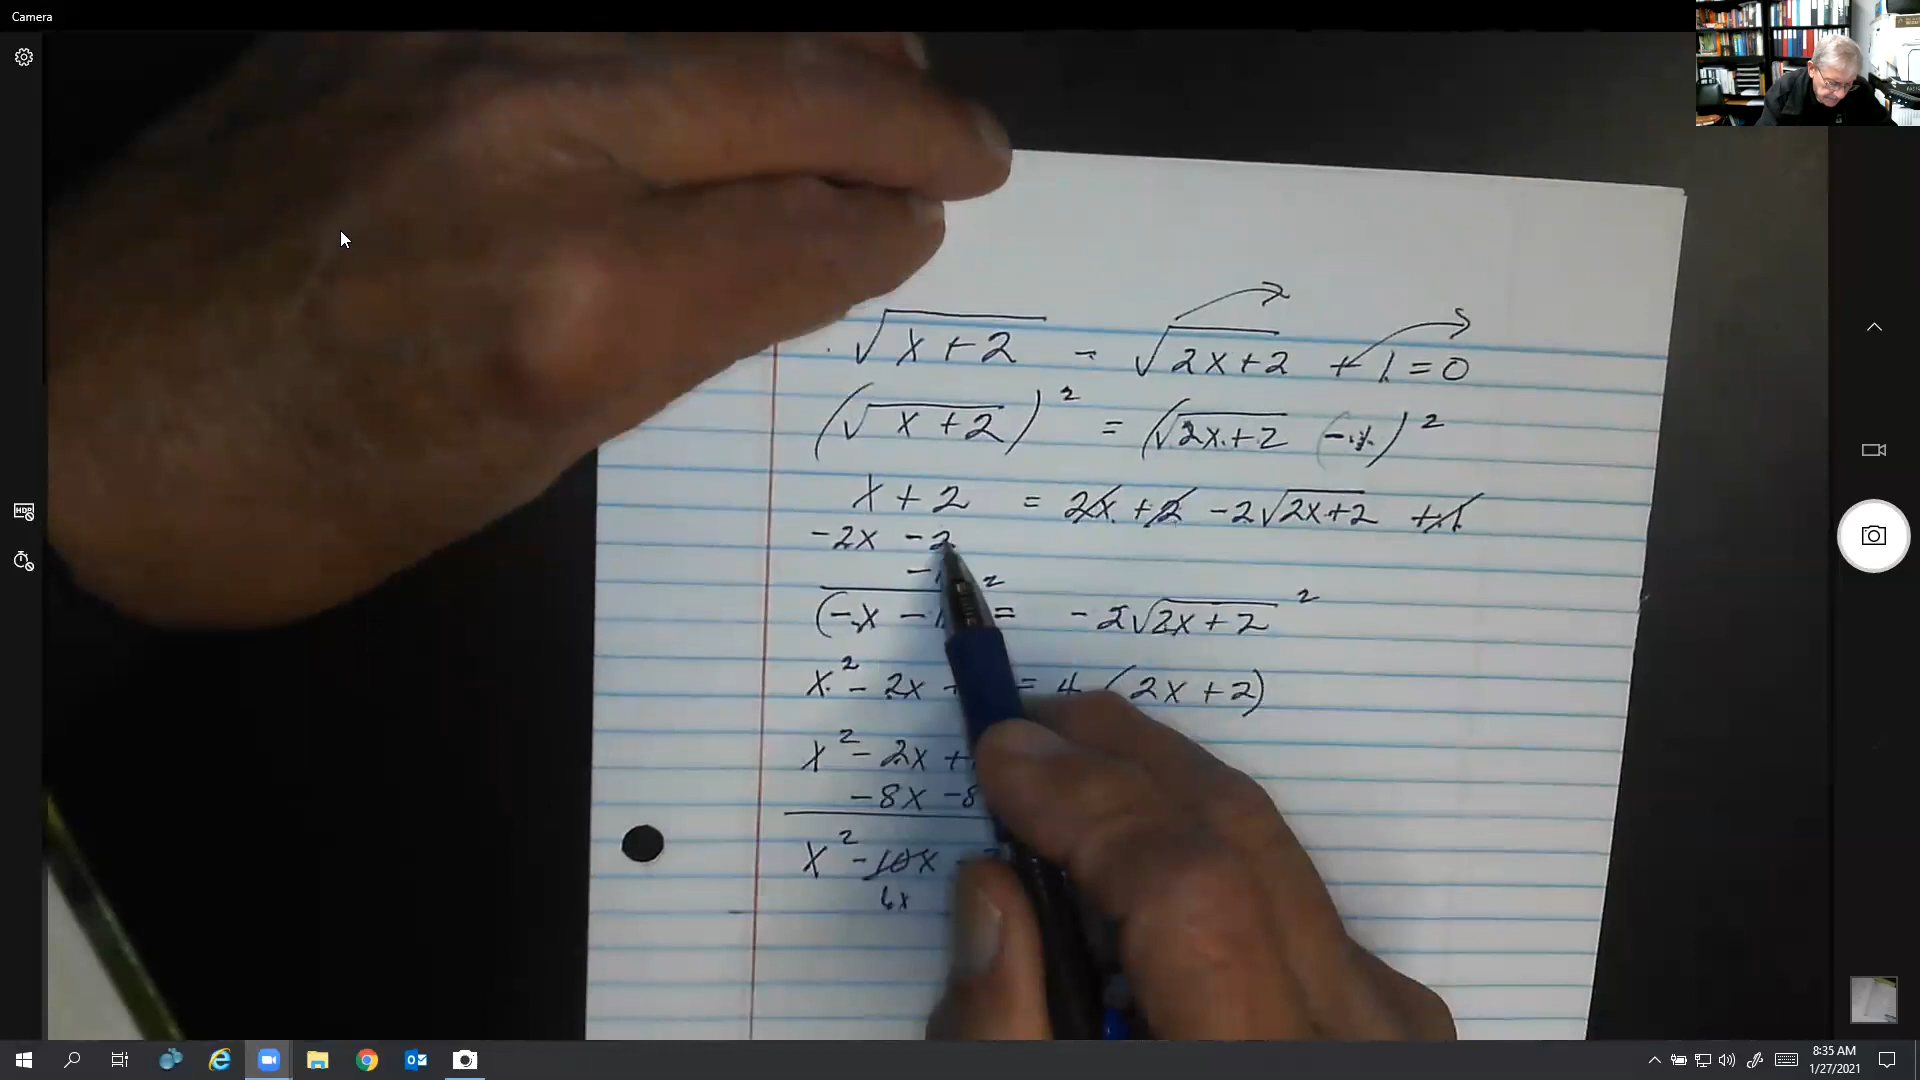 Camera
√x+2 - √2x+2 + 1 = 0
(√x+2)² = (√2x+2 - 1)²
x + 2 = 2x + 2 - 2√2x+2 + 1
-2x -2
(-x - 1 ² = -2√2x+2 ²
x² - 2x + = 4 (2x+2)
x² - 2x +
-8x -8
x² - 10x -
6x
8:35 AM
1/27/2021